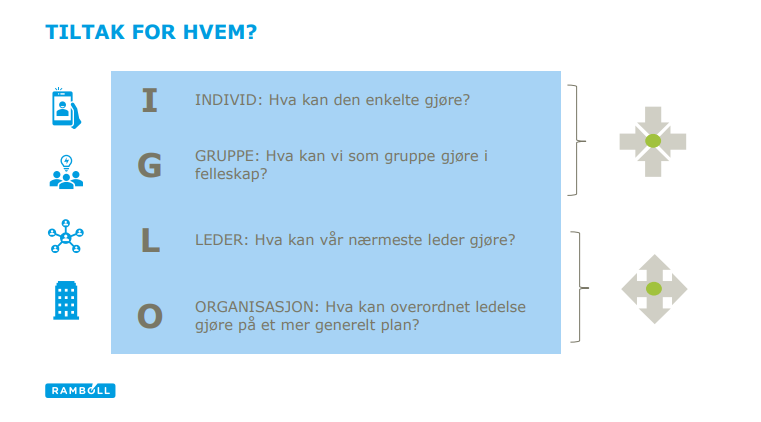 TILTAK FOR HVEM?
I
INDIVID: Hva kan den enkelte gjøre?
G
GRUPPE: Hva kan vi som gruppe gjøre i
felleskap?
L
LEDER: Hva kan vår nærmeste leder gjøre?
O
ORGANISASJON: Hva kan overordnet ledelse
gjøre på et mer generelt plan?
RAMBOLL